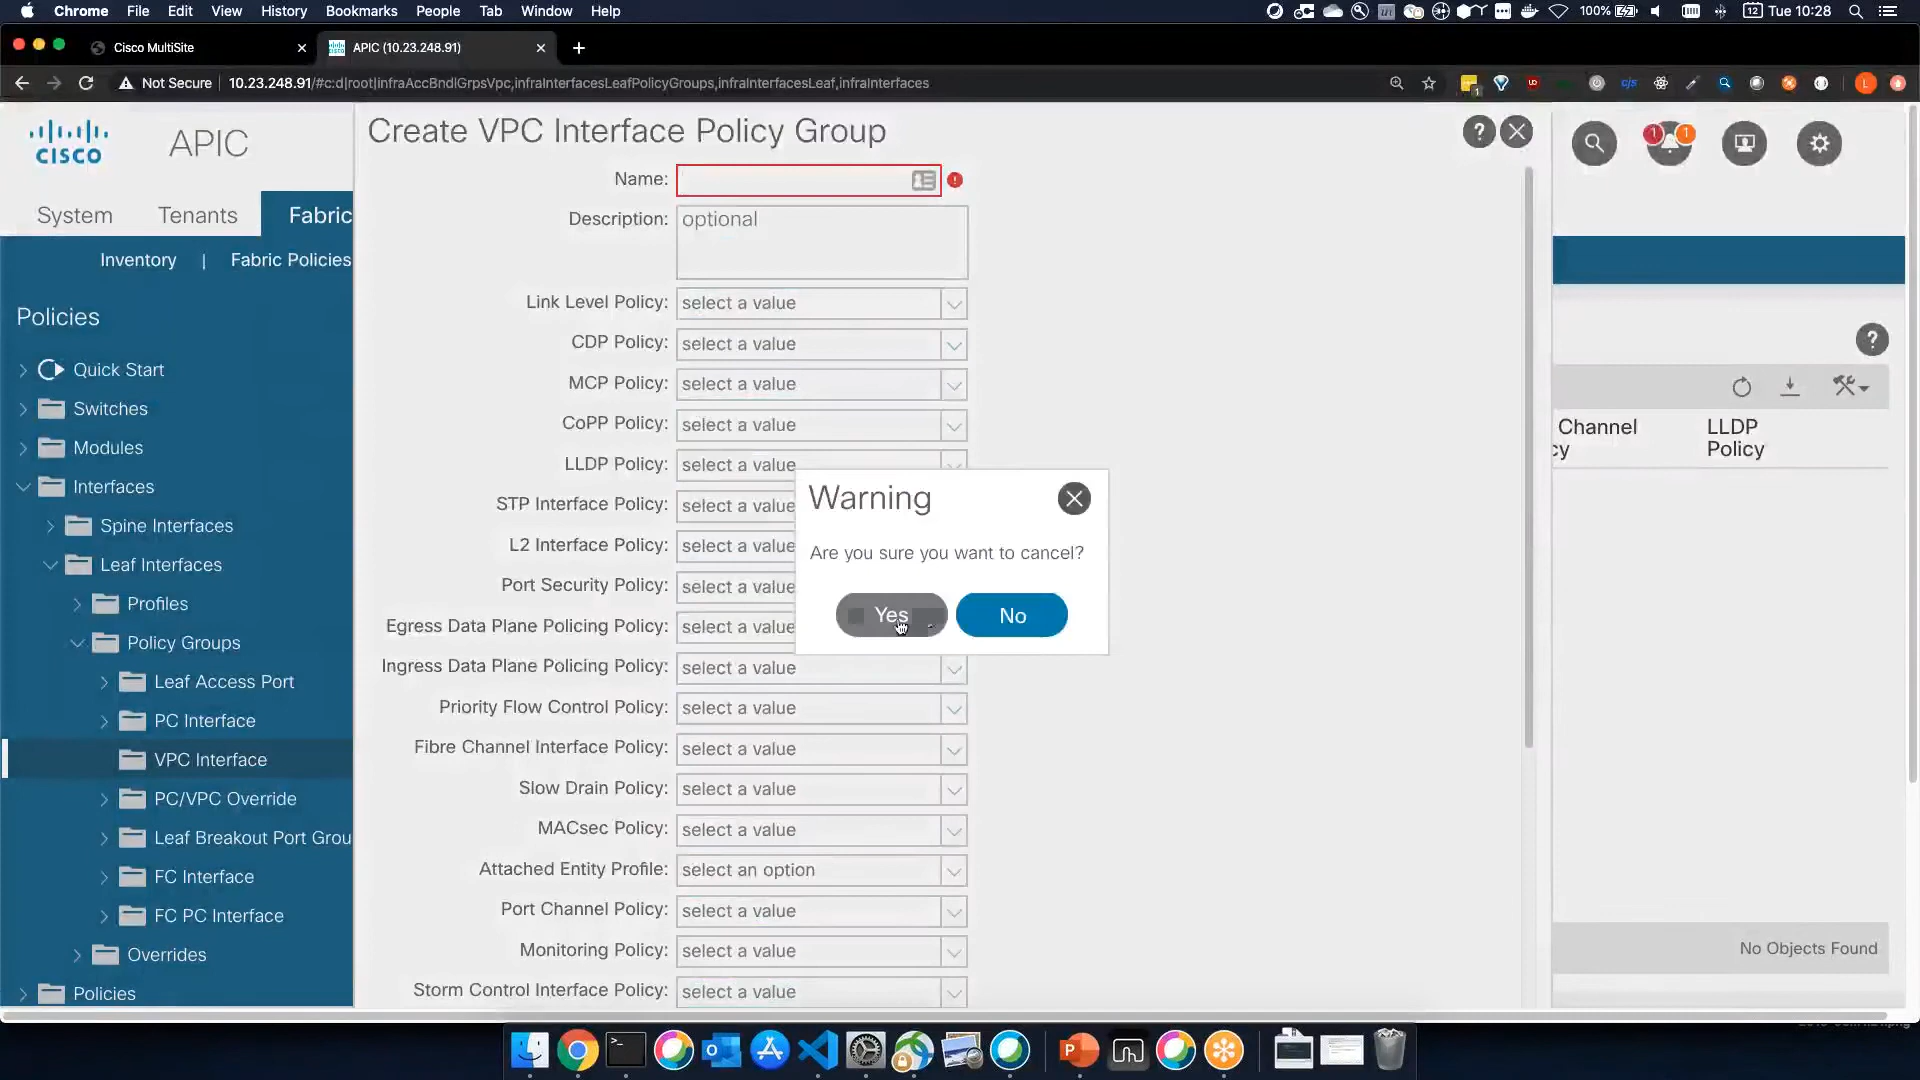 Chrome File Edit View History Bookmarks People Tab Window Help
100% Tue 10:28
Cisco MultiSite
APIC (10.23.248.91)
Not Secure 10.23.248.91/#c:d|root|infraAccBndlGrpsVpc,infraInterfacesLeafPolicyGroups,infraInterfacesLeaf,infraInterfaces
CISCO
APIC
System
Tenants
Fabric
Inventory | Fabric Policies
Policies
Quick Start
Switches
Modules
Interfaces
Spine Interfaces
Leaf Interfaces
Profiles
Policy Groups
Leaf Access Port
PC Interface
VPC Interface
PC/VPC Override
Leaf Breakout Port Grou
FC Interface
FC PC Interface
Overrides
Policies
Create VPC Interface Policy Group
Name:
Description: optional
Link Level Policy: select a value
CDP Policy: select a value
MCP Policy: select a value
CoPP Policy: select a value
LLDP Policy: select a value
STP Interface Policy: select a value
L2 Interface Policy: select a value
Port Security Policy: select a value
Egress Data Plane Policing Policy: select a value
Ingress Data Plane Policing Policy: select a value
Priority Flow Control Policy: select a value
Fibre Channel Interface Policy: select a value
Slow Drain Policy: select a value
MACsec Policy: select a value
Attached Entity Profile: select an option
Port Channel Policy: select a value
Monitoring Policy: select a value
Storm Control Interface Policy: select a value
Warning
Are you sure you want to cancel?
Yes
No
1
1
?
?
Channel
cy
LLDP
Policy
No Objects Found